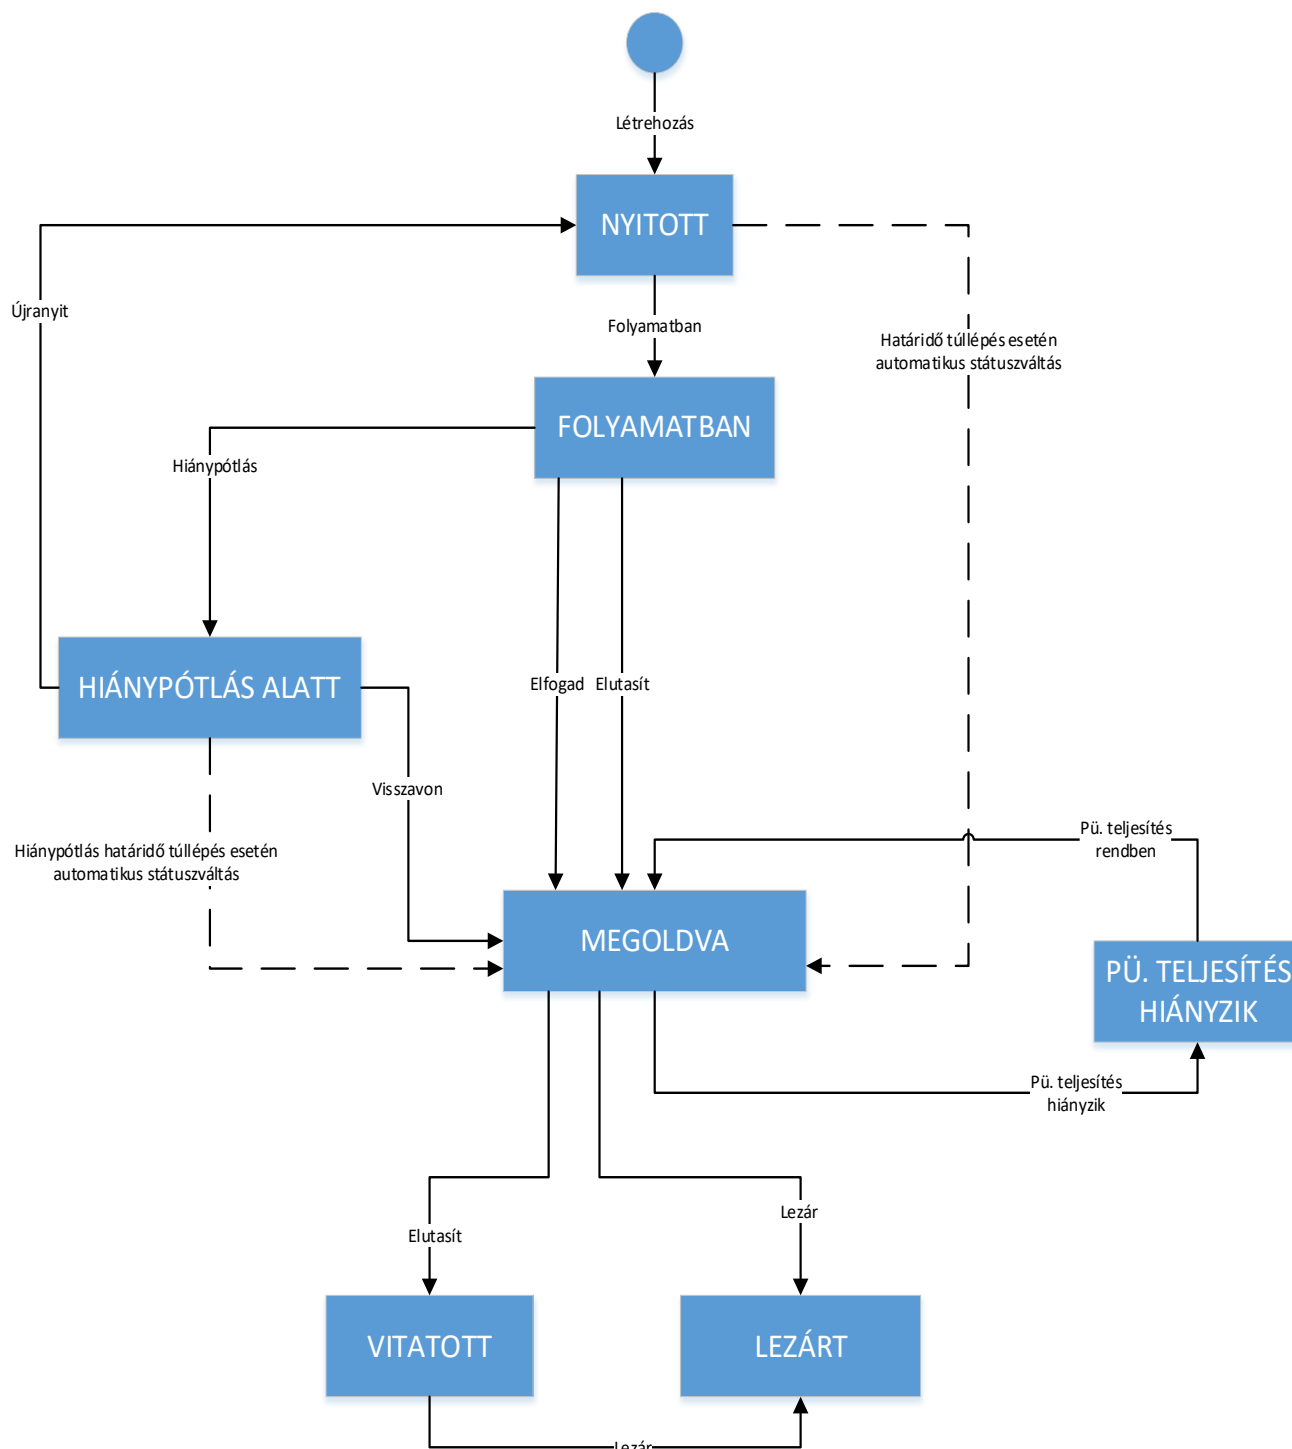 Létrehozás
NYITOTT
Újranyit
Folyamatban
Határidő túllépés esetén
automatikus státuszváltás
FOLYAMATBAN
Hiánypótlás
HIÁNYPÓTLÁS ALATT
Elfogad
Elutasít
Visszavon
Hiánypótlás határidő túllépés esetén
automatikus státuszváltás
Pü. teljesítés
rendben
MEGOLDVA
PÜ. TELJESÍTÉS
HIÁNYZIK
Pü. teljesítés
hiányzik
Lezár
Elutasít
VITATOTT
LEZÁRT
Lezár